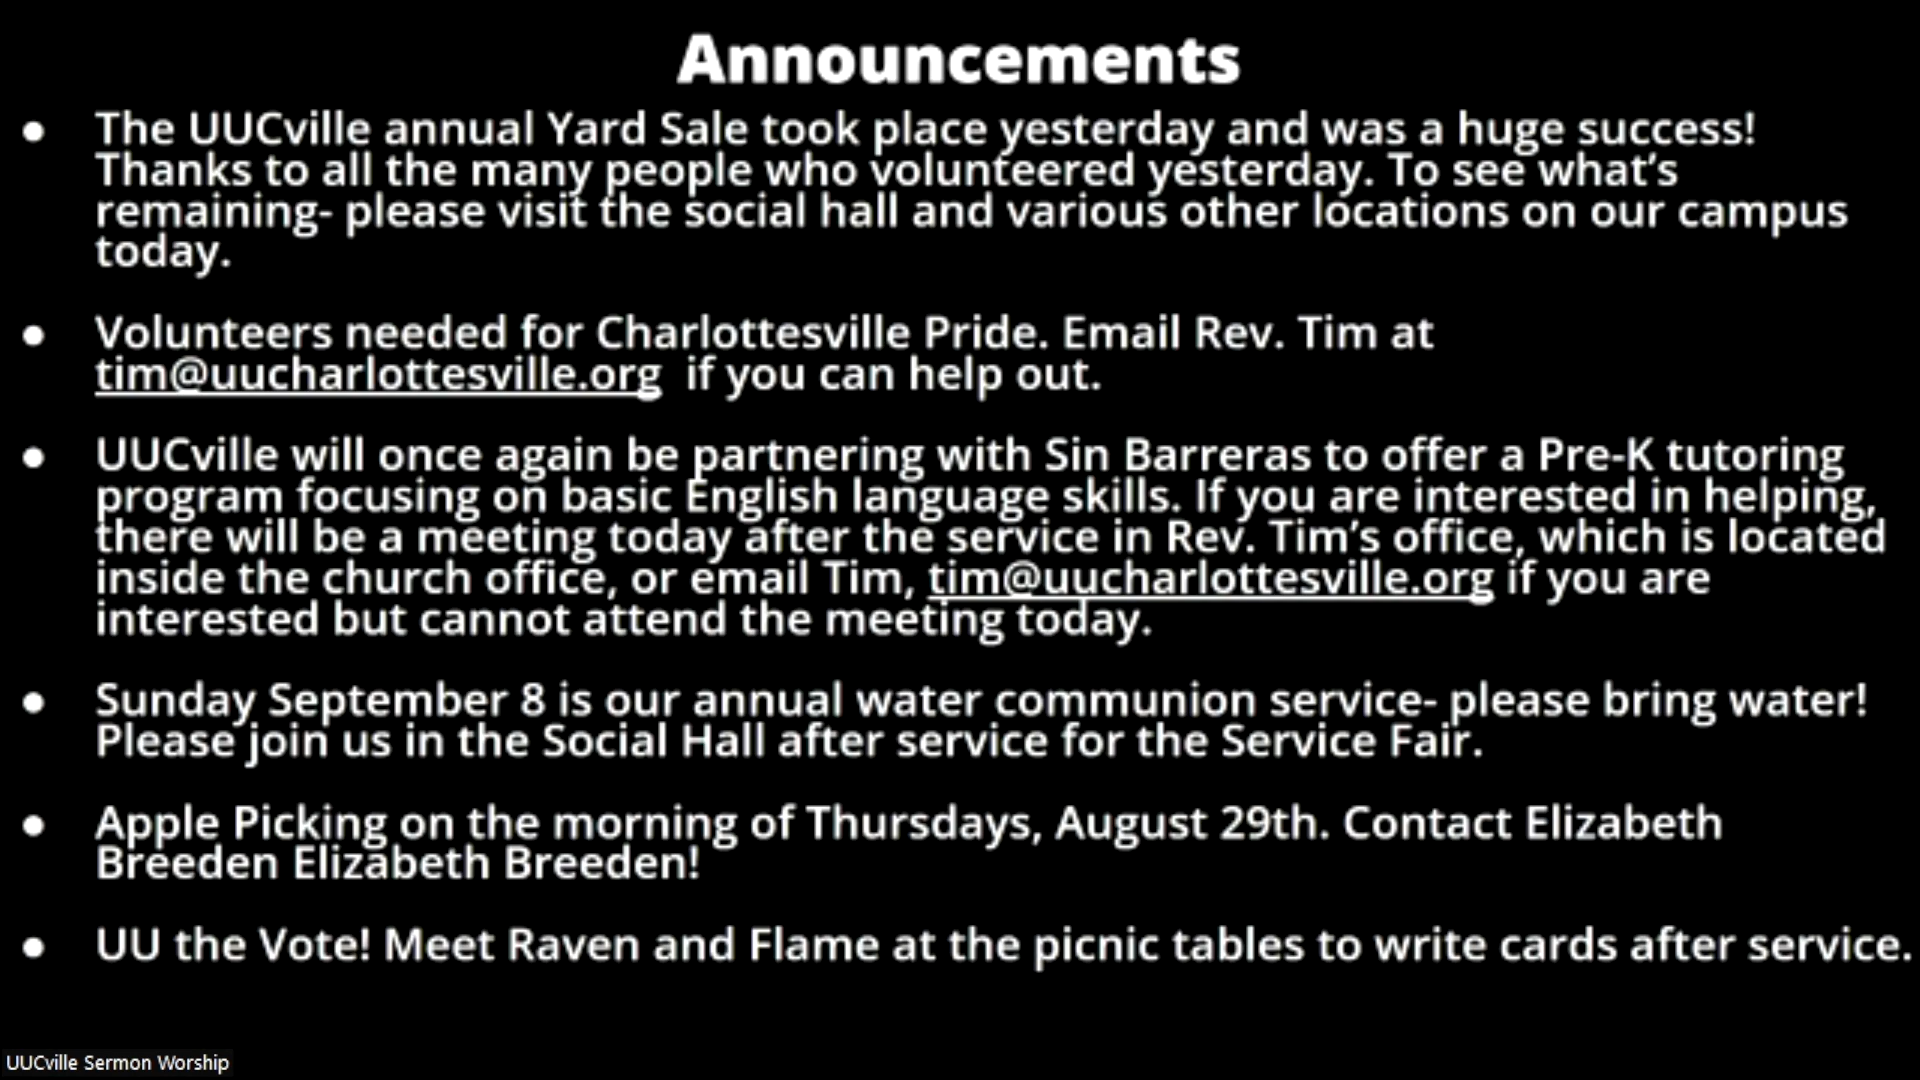 Announcements
● The UUCville annual Yard Sale took place yesterday and was a huge success!
Thanks to all the many people who volunteered yesterday. To see what’s
remaining- please visit the social hall and various other locations on our campus
today.
● Volunteers needed for Charlottesville Pride. Email Rev. Tim at
tim@uucharlottesville.org  if you can help out.
● UUCville will once again be partnering with Sin Barreras to offer a Pre-K tutoring
program focusing on basic English language skills. If you are interested in helping,
there will be a meeting today after the service in Rev. Tim’s office, which is located
inside the church office, or email Tim, tim@uucharlottesville.org if you are
interested but cannot attend the meeting today.
● Sunday September 8 is our annual water communion service- please bring water!
Please join us in the Social Hall after service for the Service Fair.
● Apple Picking on the morning of Thursdays, August 29th. Contact Elizabeth
Breeden Elizabeth Breeden!
● UU the Vote! Meet Raven and Flame at the picnic tables to write cards after service.
UUCville Sermon Worship